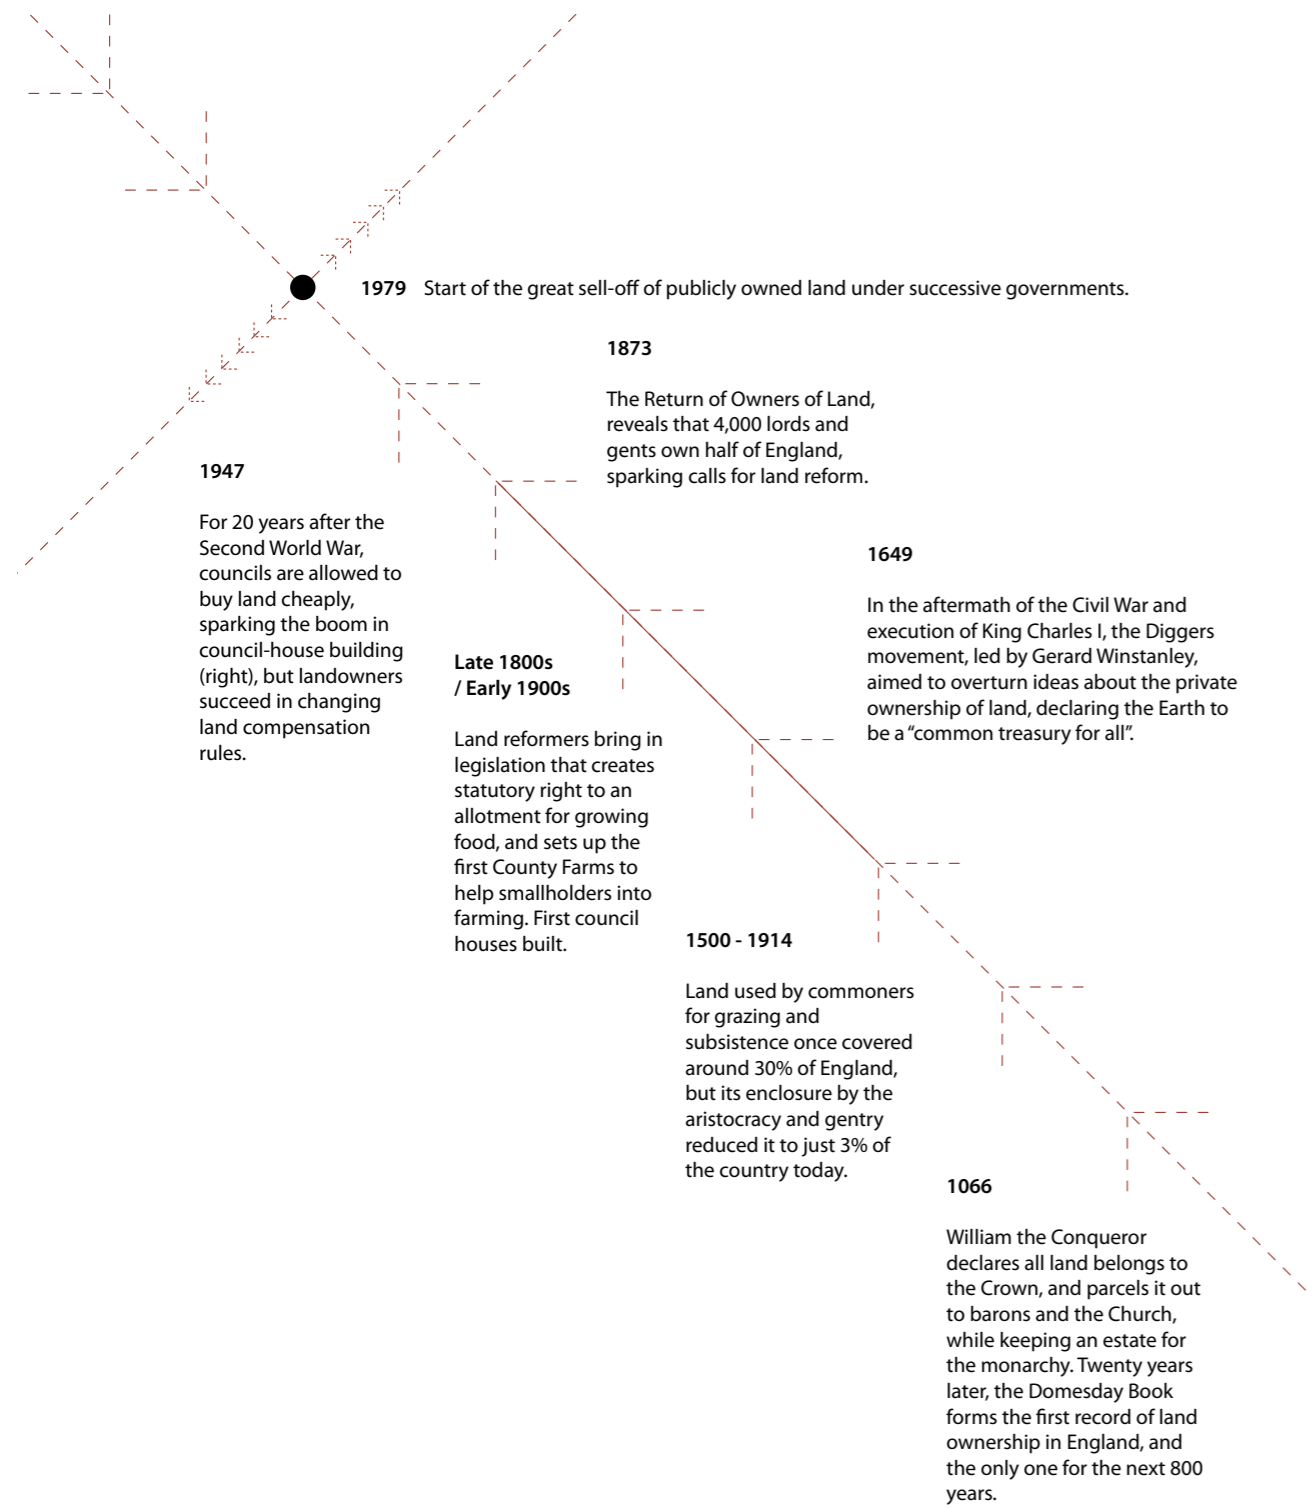 1979 Start of the great sell-off of publicly owned land under successive governments.
1873
The Return of Owners of Land,
reveals that 4,000 lords and
gents own half of England,
sparking calls for land reform.
1947
For 20 years after the
Second World War,
councils are allowed to
buy land cheaply,
sparking the boom in
council-house building
(right), but landowners
succeed in changing
land compensation
rules.
1649
In the aftermath of the Civil War and
execution of King Charles I, the Diggers
movement, led by Gerard Winstanley,
aimed to overturn ideas about the private
ownership of land, declaring the Earth to
be a “common treasury for all”.
Late 1800s
/ Early 1900s
Land reformers bring in
legislation that creates
statutory right to an
allotment for growing
food, and sets up the
first County Farms to
help smallholders into
farming. First council
houses built.
1500 - 1914
Land used by commoners
for grazing and
subsistence once covered
around 30% of England,
but its enclosure by the
aristocracy and gentry
reduced it to just 3% of
the country today.
1066
William the Conqueror
declares all land belongs to
the Crown, and parcels it out
to barons and the Church,
while keeping an estate for
the monarchy. Twenty years
later, the Domesday Book
forms the first record of land
ownership in England, and
the only one for the next 800
years.